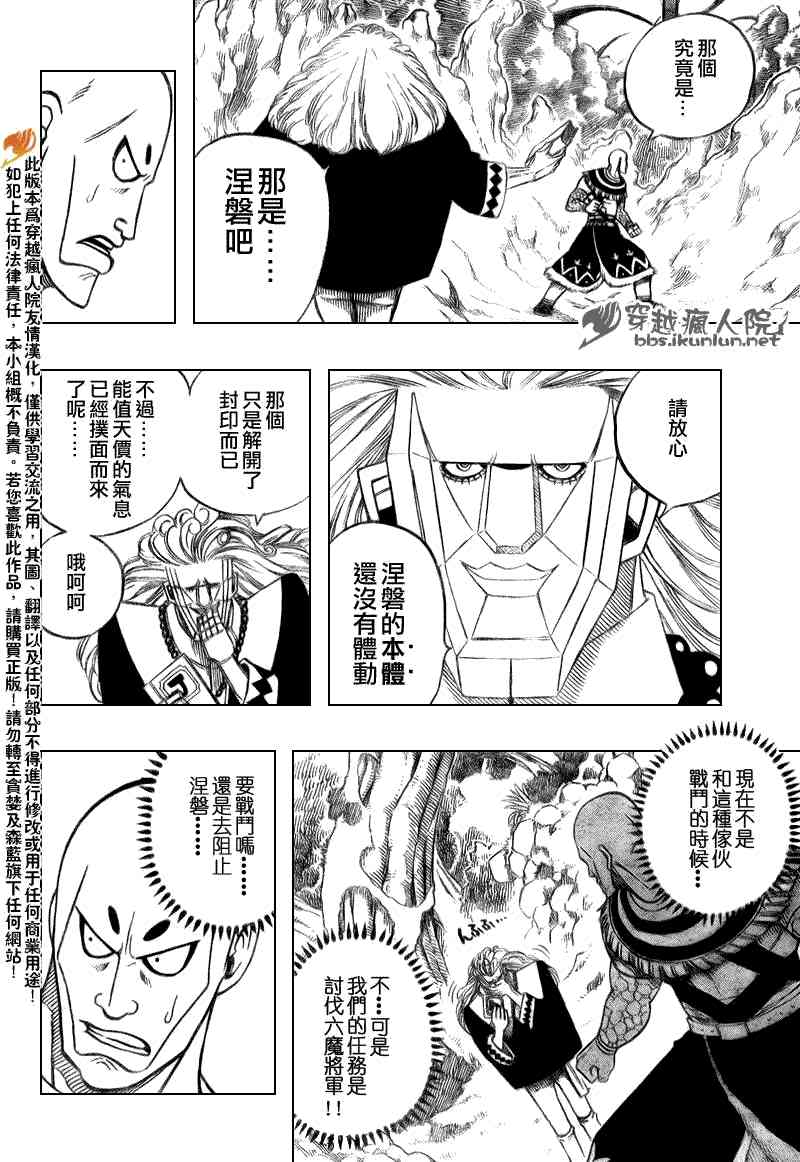 那個
究竟是…
那是……
涅磐吧
請放心
涅磐的本體
還沒有體動
那個
只是解開了
封印而已
不過……
能值天價的氣息
已經撲面而來
了呢……
哦呵呵
現在不是
和這種傢伙
戰鬥的時候…
んふふ…
不…可是
我們的任務是
討伐六魔將軍!!
要戰鬥嗎……
還是去阻止
涅磐……
穿越瘋人院
bbs.ikunlun.net
此版本爲穿越瘋人院友情漢化，僅供學習交流之用，其圖、翻譯以及任何部分不得進行修改或用于任何商業用途！
如犯上任何法律責任，本小組概不負責。若您喜歡此作品，請購買正版！請勿轉至貪婪及森藍旗下任何網站！